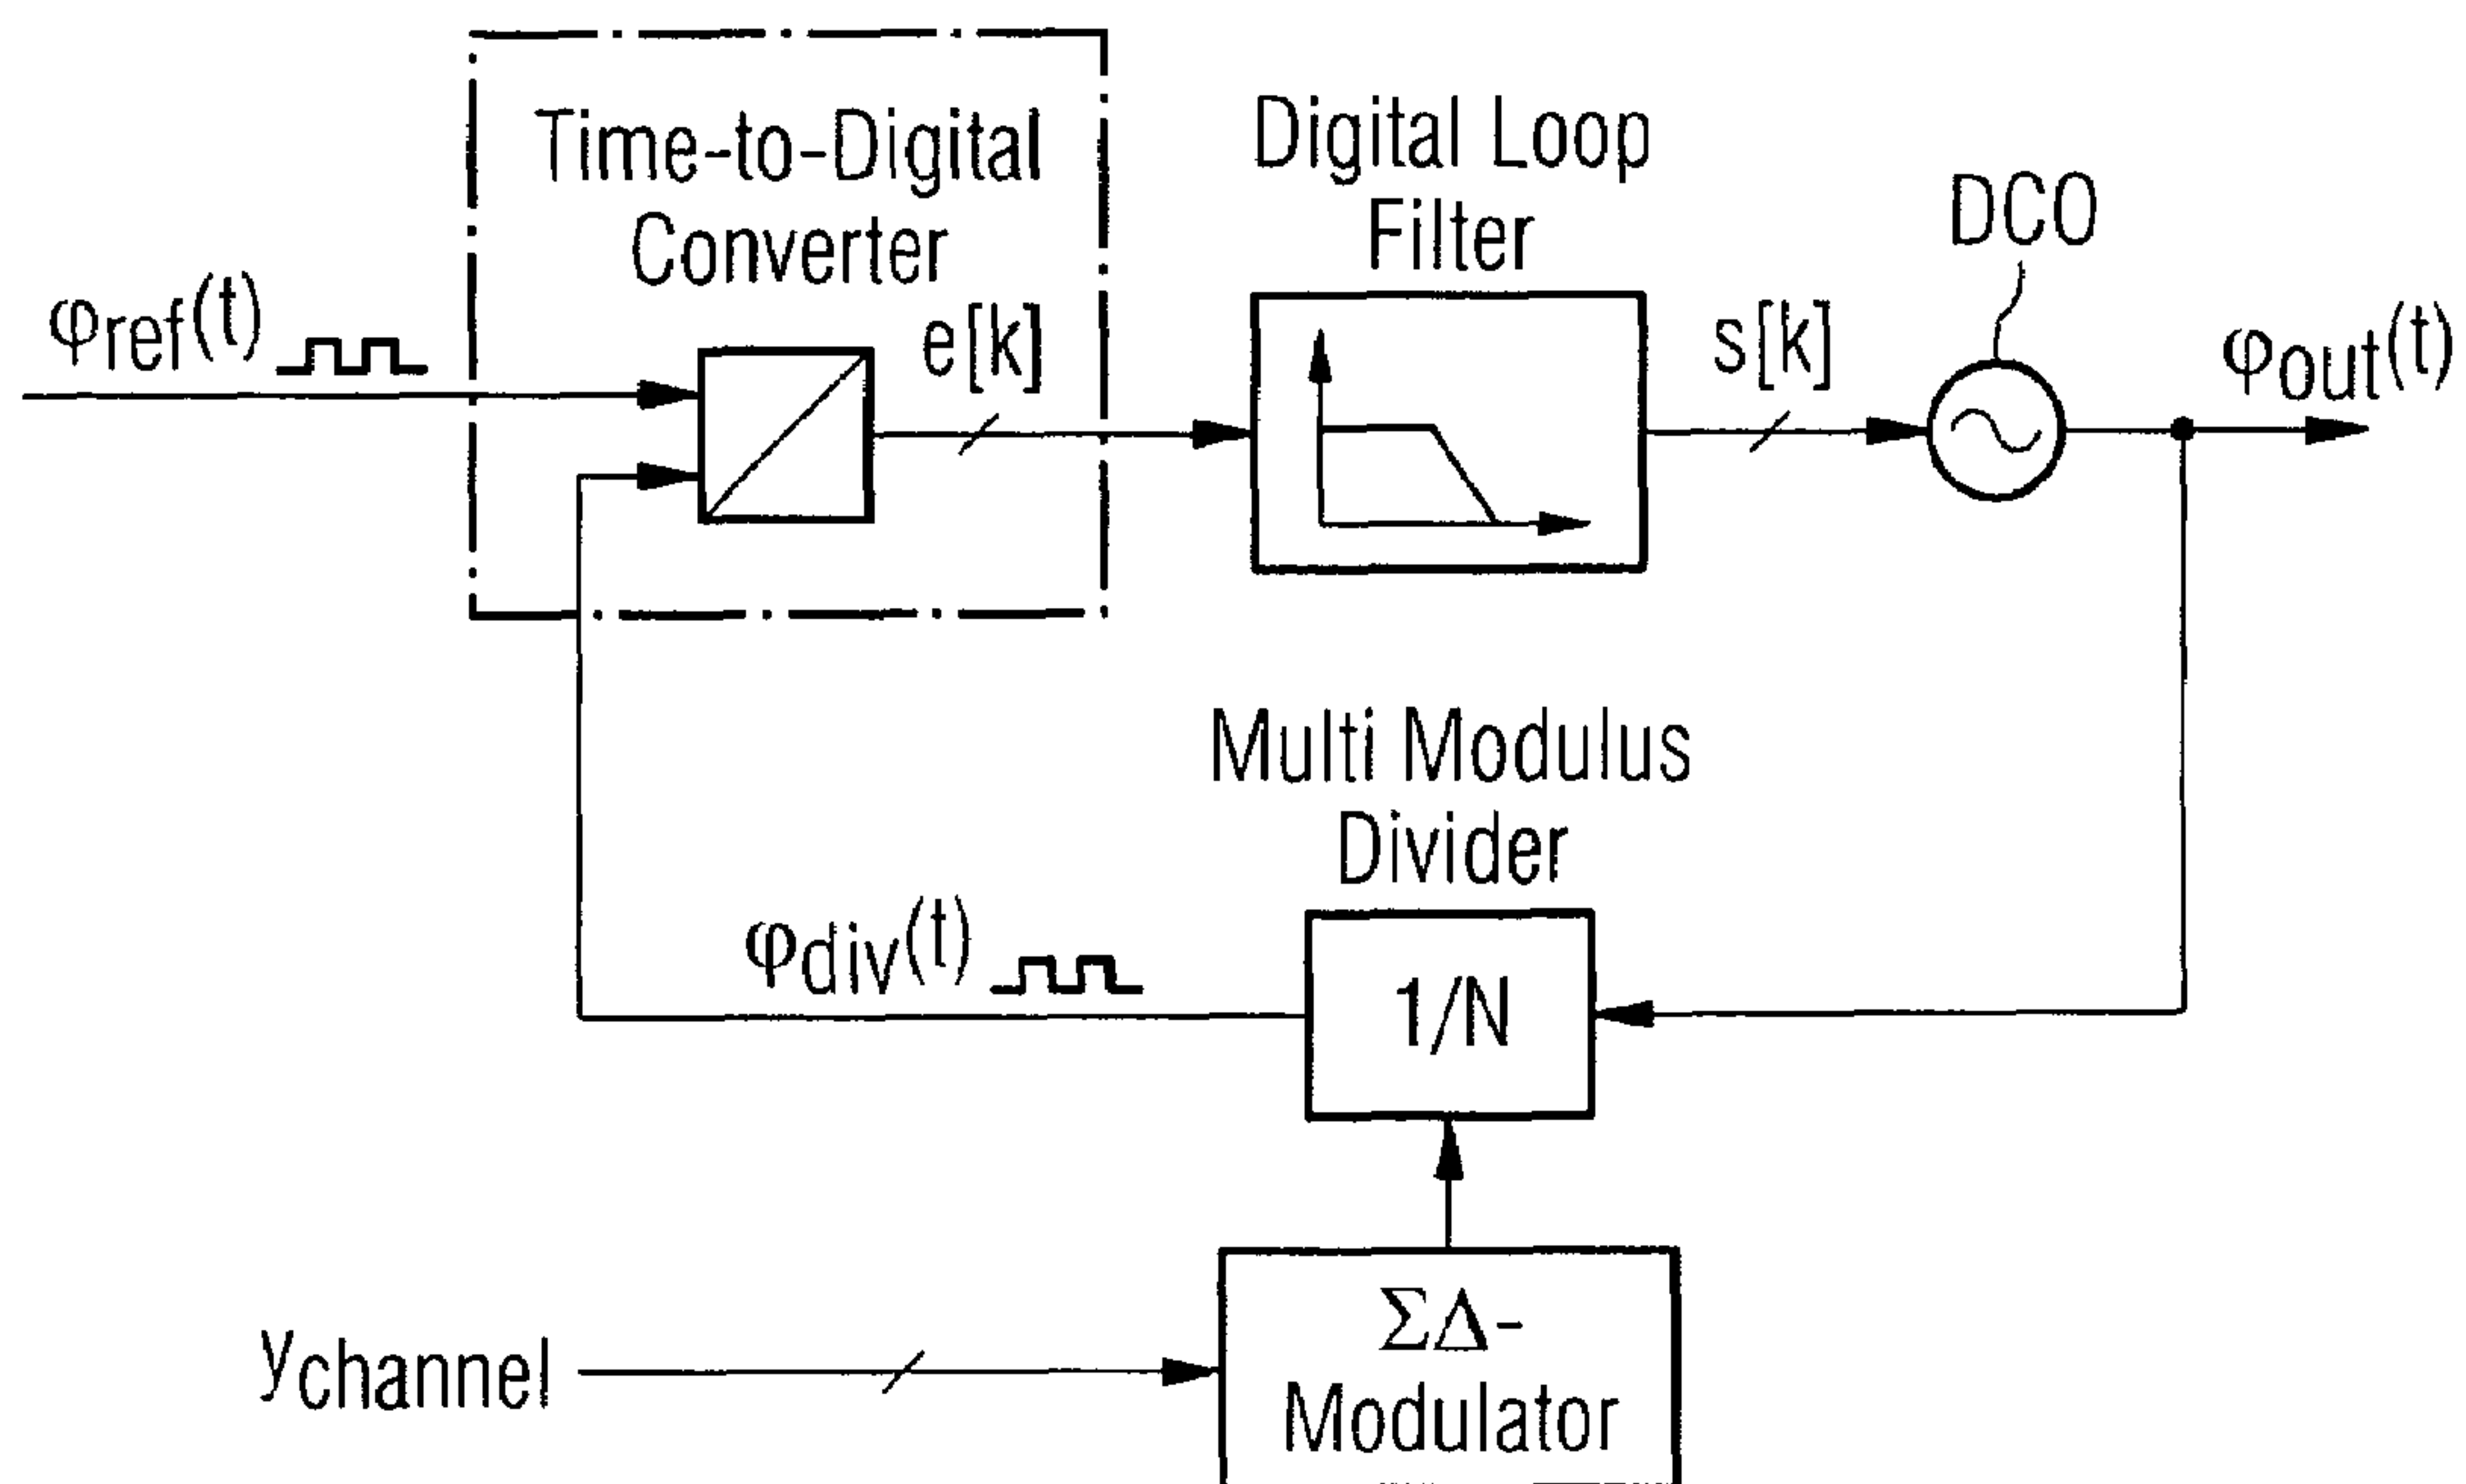 Time-to-Digital
Converter
Digital Loop
Filter
DCO
φref(t)
e[k]
s[k]
φout(t)
Multi Modulus
Divider
φdiv(t)
1/N
ychannel
ΣΔ-
Modulator